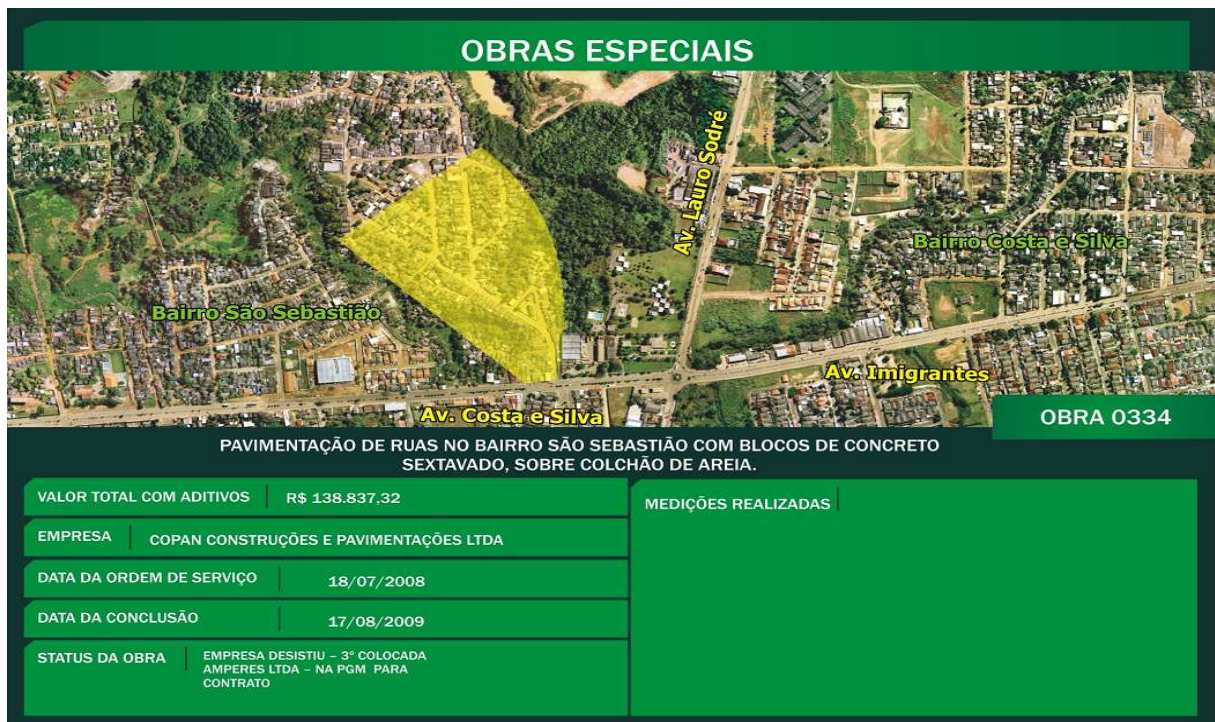 OBRAS ESPECIAIS
Av. Lauro Sodré
Bairro Costa e Silva
Bairro São Sebastião
Av. Imigrantes
Av. Costa e Silva
OBRA 0334
PAVIMENTAÇÃO DE RUAS NO BAIRRO SÃO SEBASTIÃO COM BLOCOS DE CONCRETO
SEXTAVADO, SOBRE COLCHÃO DE AREIA.
VALOR TOTAL COM ADITIVOS R$ 138.837,32
EMPRESA COPAN CONSTRUÇÕES E PAVIMENTAÇÕES LTDA
DATA DA ORDEM DE SERVIÇO 18/07/2008
DATA DA CONCLUSÃO 17/08/2009
STATUS DA OBRA EMPRESA DESISTIU – 3º COLOCADA
AMPERES LTDA – NA PGM PARA
CONTRATO
MEDIÇÕES REALIZADAS